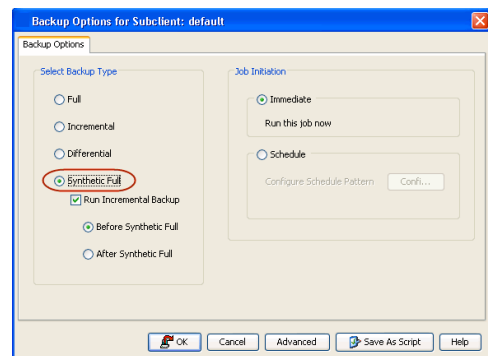 Backup Options for Subclient: default
Backup Options
Select Backup Type
Full
Incremental
Differential
Synthetic Full
Run Incremental Backup
Before Synthetic Full
After Synthetic Full
Job Initiation
Immediate
Run this job now
Schedule
Configure Schedule Pattern Confi...
OK Cancel Advanced Save As Script Help